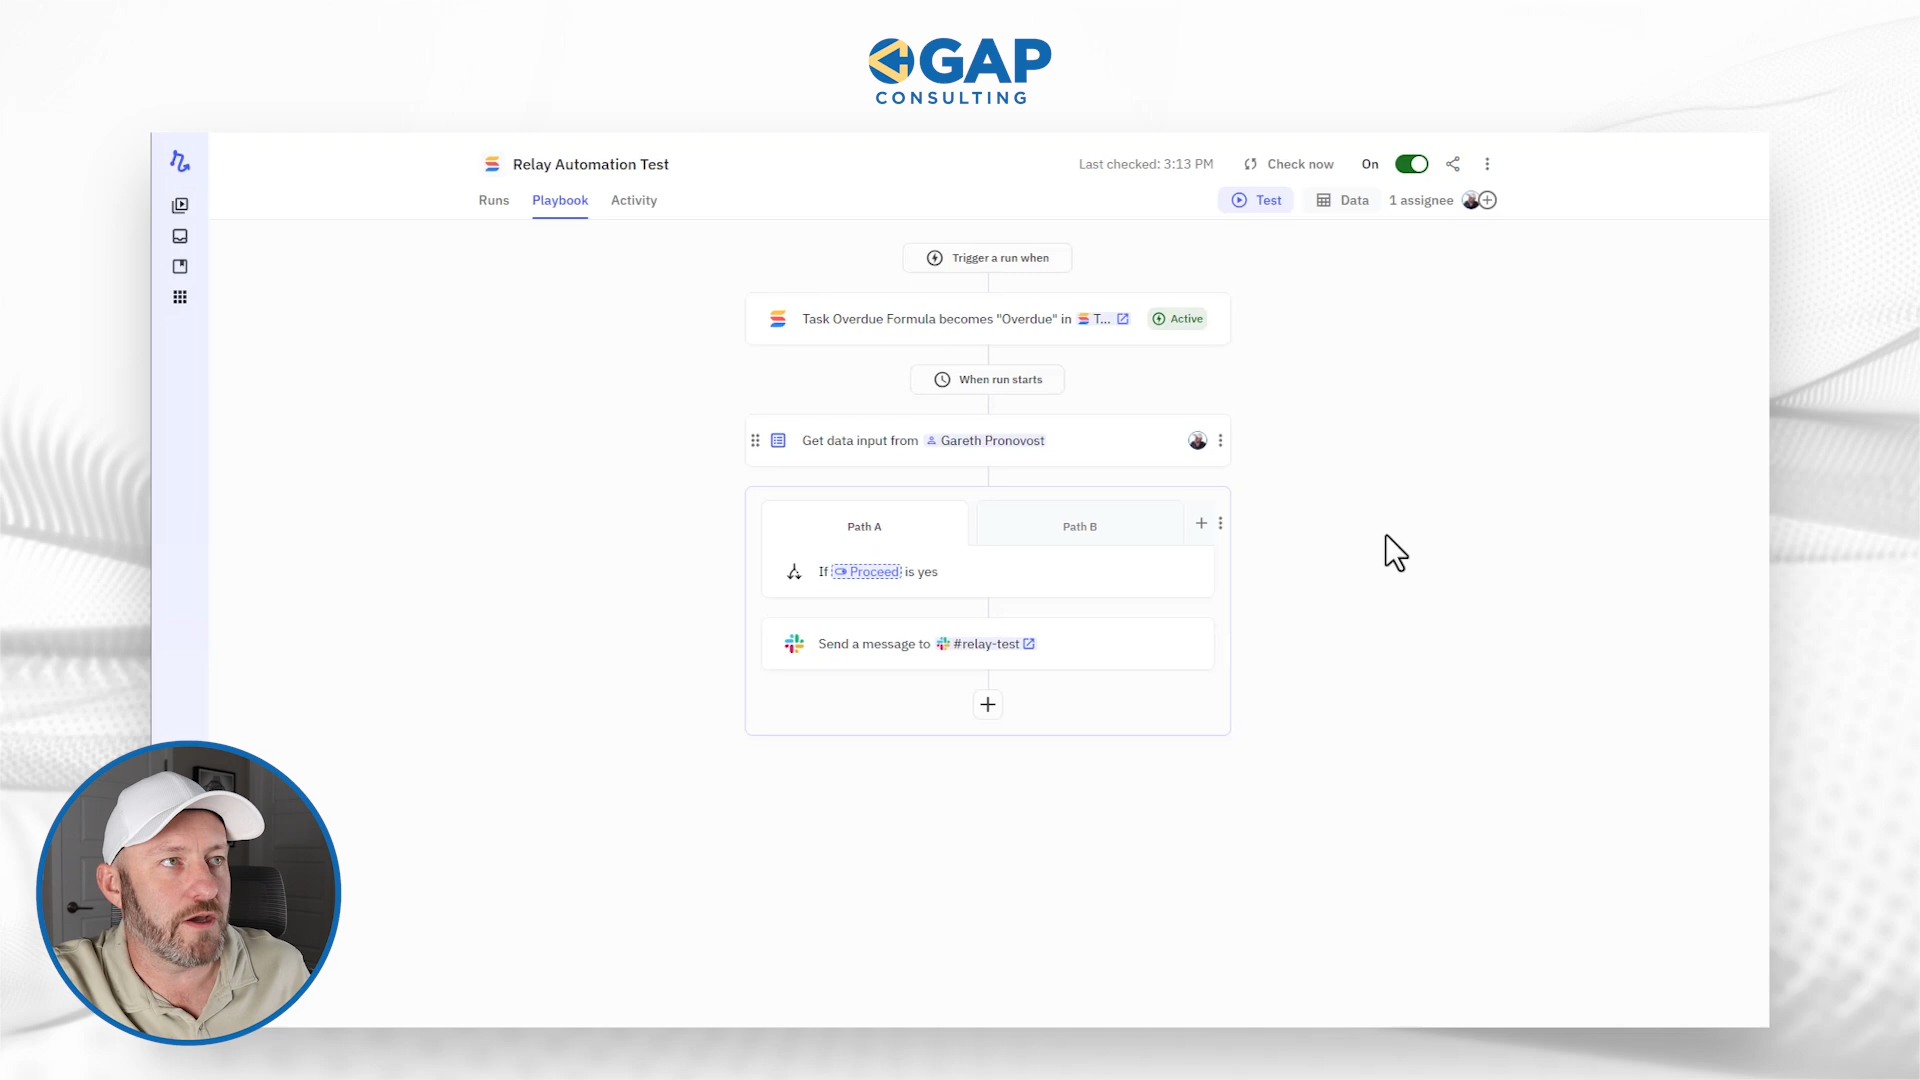 GAP
CONSULTING
Relay Automation Test
Last checked: 3:13 PM
Check now
On
Runs
Playbook
Activity
Test
Data
1 assignee
Trigger a run when
Task Overdue Formula becomes "Overdue" in T...
Active
When run starts
Get data input from Gareth Pronovost
Path A
Path B
If Proceed is yes
Send a message to #relay-test